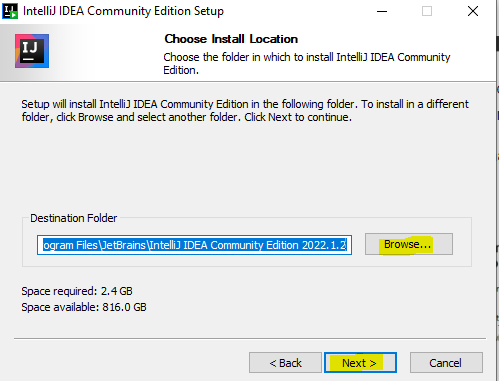 IntelliJ IDEA Community Edition Setup
IJ
Choose Install Location
Choose the folder in which to install IntelliJ IDEA Community
Edition.
Setup will install IntelliJ IDEA Community Edition in the following folder. To install in a different
folder, click Browse and select another folder. Click Next to continue.
Destination Folder
ogram Files\JetBrains\IntelliJ IDEA Community Edition 2022.1.2
Browse...
Space required: 2.4 GB
Space available: 816.0 GB
< Back
Next >
Cancel